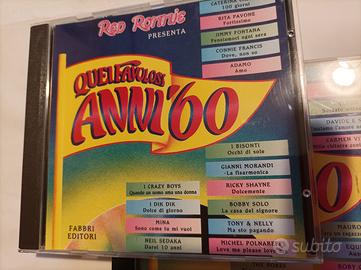 Red Ronnie
PRESENTA
QUEI FAVOLOSI
ANNI '60
CATERINA
100 giorni
RITA PAVONE
Fortissimo
JIMMY FONTANA
Pensiamoci ogni sera
CONNIE FRANCIS
Dove, non so
ADAMO
Amo
I BISONTI
Occhi di sole
GIANNI MORANDI
La fisarmonica
RICKY SHAYNE
Dolcemente
BOBBY SOLO
La casa del signore
TONY & NELLY
Ma sto pagando
MICHEL POLNAREFF
Love me please love me
I CRAZY BOYS
Quando un uomo ama una donna
I DIK DIK
Dolce di giorno
MINA
Sono come tu mi vuoi
NEIL SEDAKA
Darei 10 anni
FABBRI
EDITORI
DAVIDE E
CARMEN
MAURO
subito